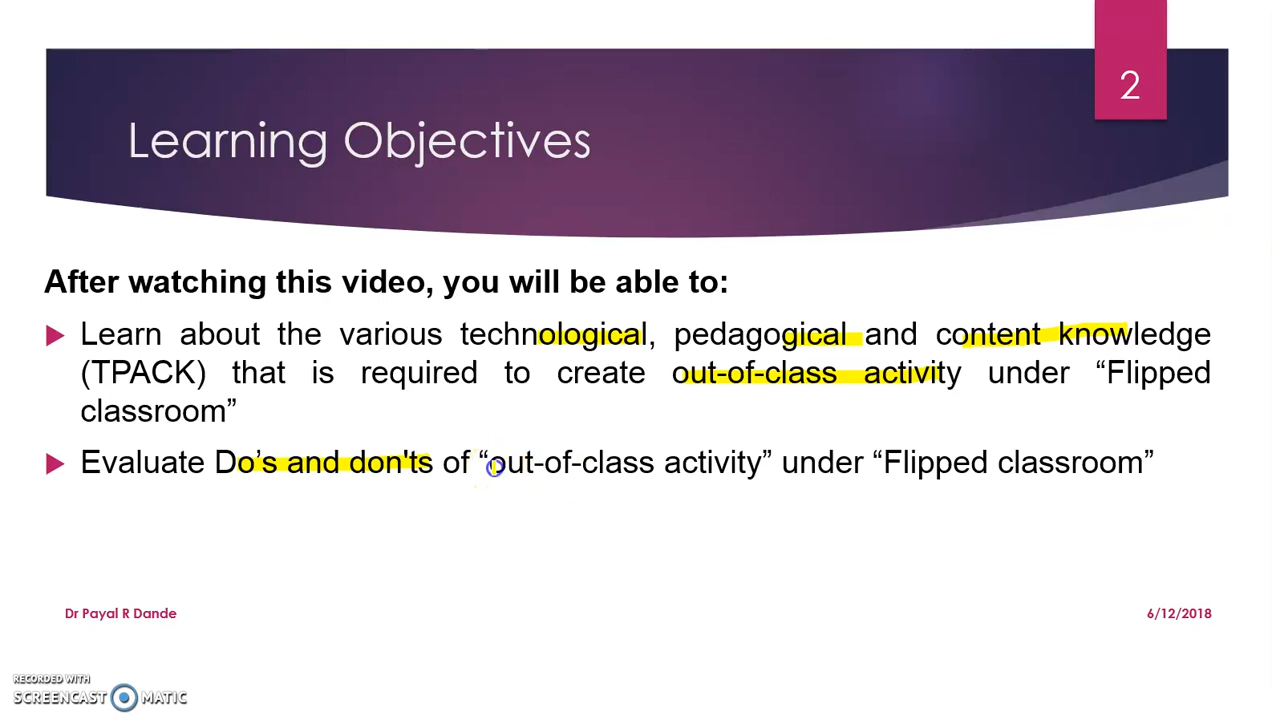 2
Learning Objectives
After watching this video, you will be able to:
Learn about the various technological, pedagogical and content knowledge
(TPACK) that is required to create out-of-class activity under “Flipped
classroom”
Evaluate Do’s and don'ts of “out-of-class activity” under “Flipped classroom”
Dr Payal R Dande
6/12/2018
RECORDED WITH
SCREENCAST MATIC